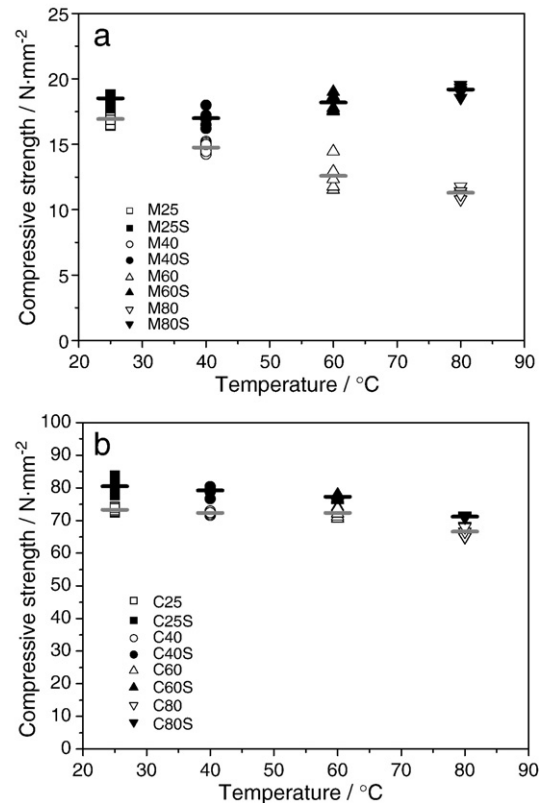 a
25
20
15
10
5
0
Compressive strength / N·mm-2
M25
M25S
M40
M40S
M60
M60S
M80
M80S
20 30 40 50 60 70 80 90
Temperature / °C
b
100
90
80
70
60
50
40
30
20
10
0
Compressive strength / N·mm-2
C25
C25S
C40
C40S
C60
C60S
C80
C80S
20 30 40 50 60 70 80 90
Temperature / °C